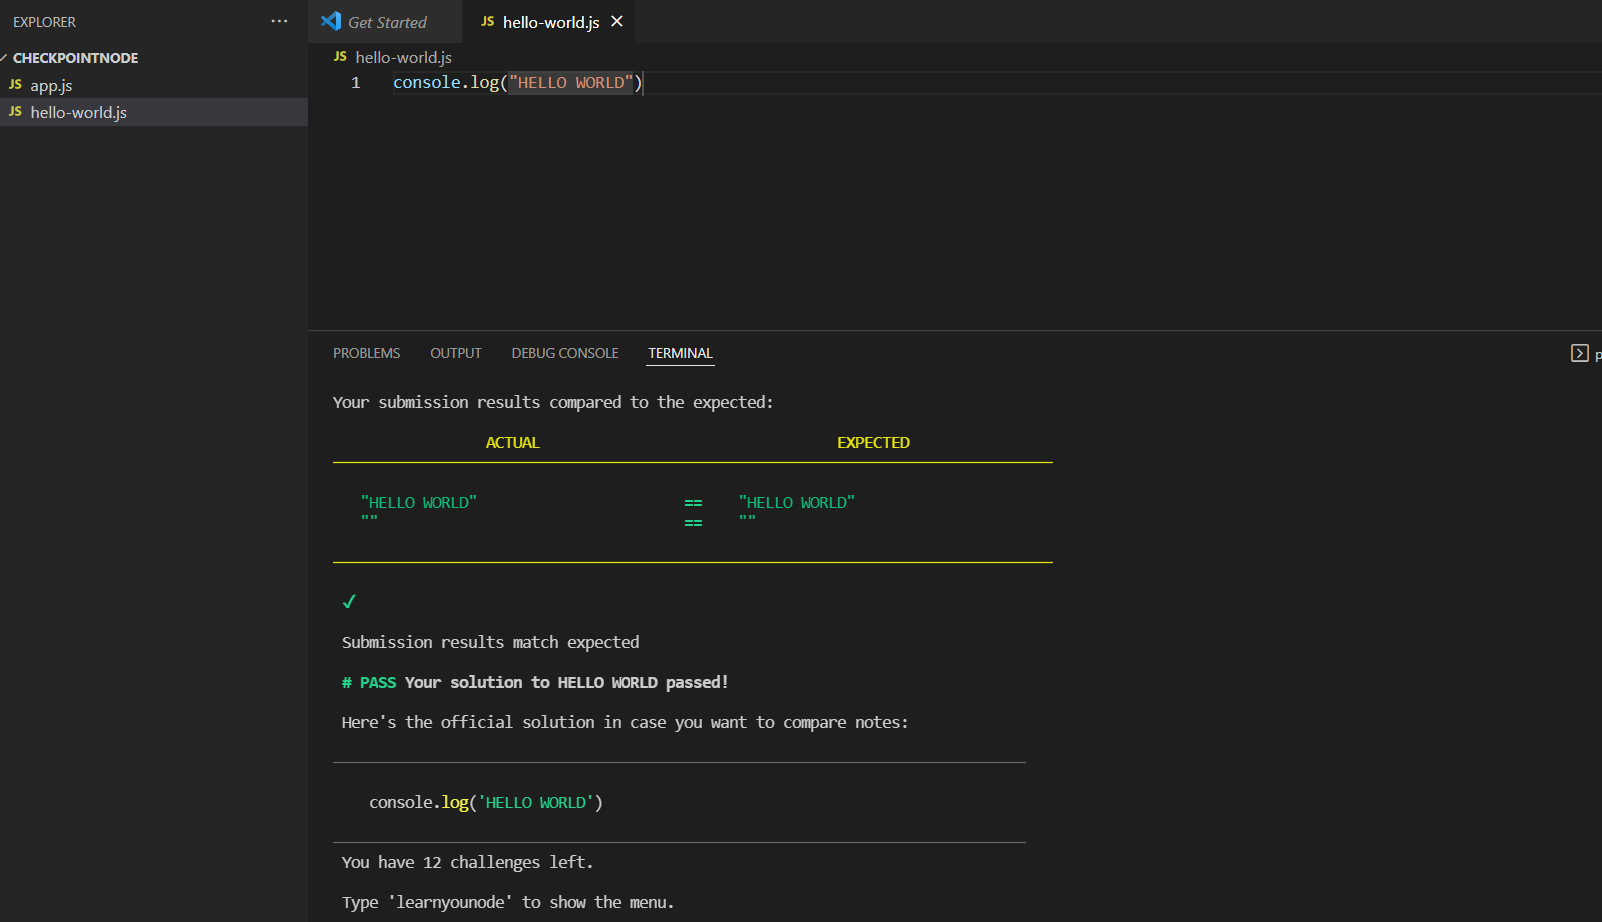 EXPLORER ···
CHECKPOINTNODE
JS app.js
JS hello-world.js
Get Started
JS hello-world.js
JS hello-world.js
1 console.log("HELLO WORLD")
PROBLEMS OUTPUT DEBUG CONSOLE TERMINAL
p
Your submission results compared to the expected:
ACTUAL EXPECTED
"HELLO WORLD" == "HELLO WORLD"
"" == ""
✓
Submission results match expected
# PASS Your solution to HELLO WORLD passed!
Here's the official solution in case you want to compare notes:
console.log('HELLO WORLD')
You have 12 challenges left.
Type 'learnyounode' to show the menu.